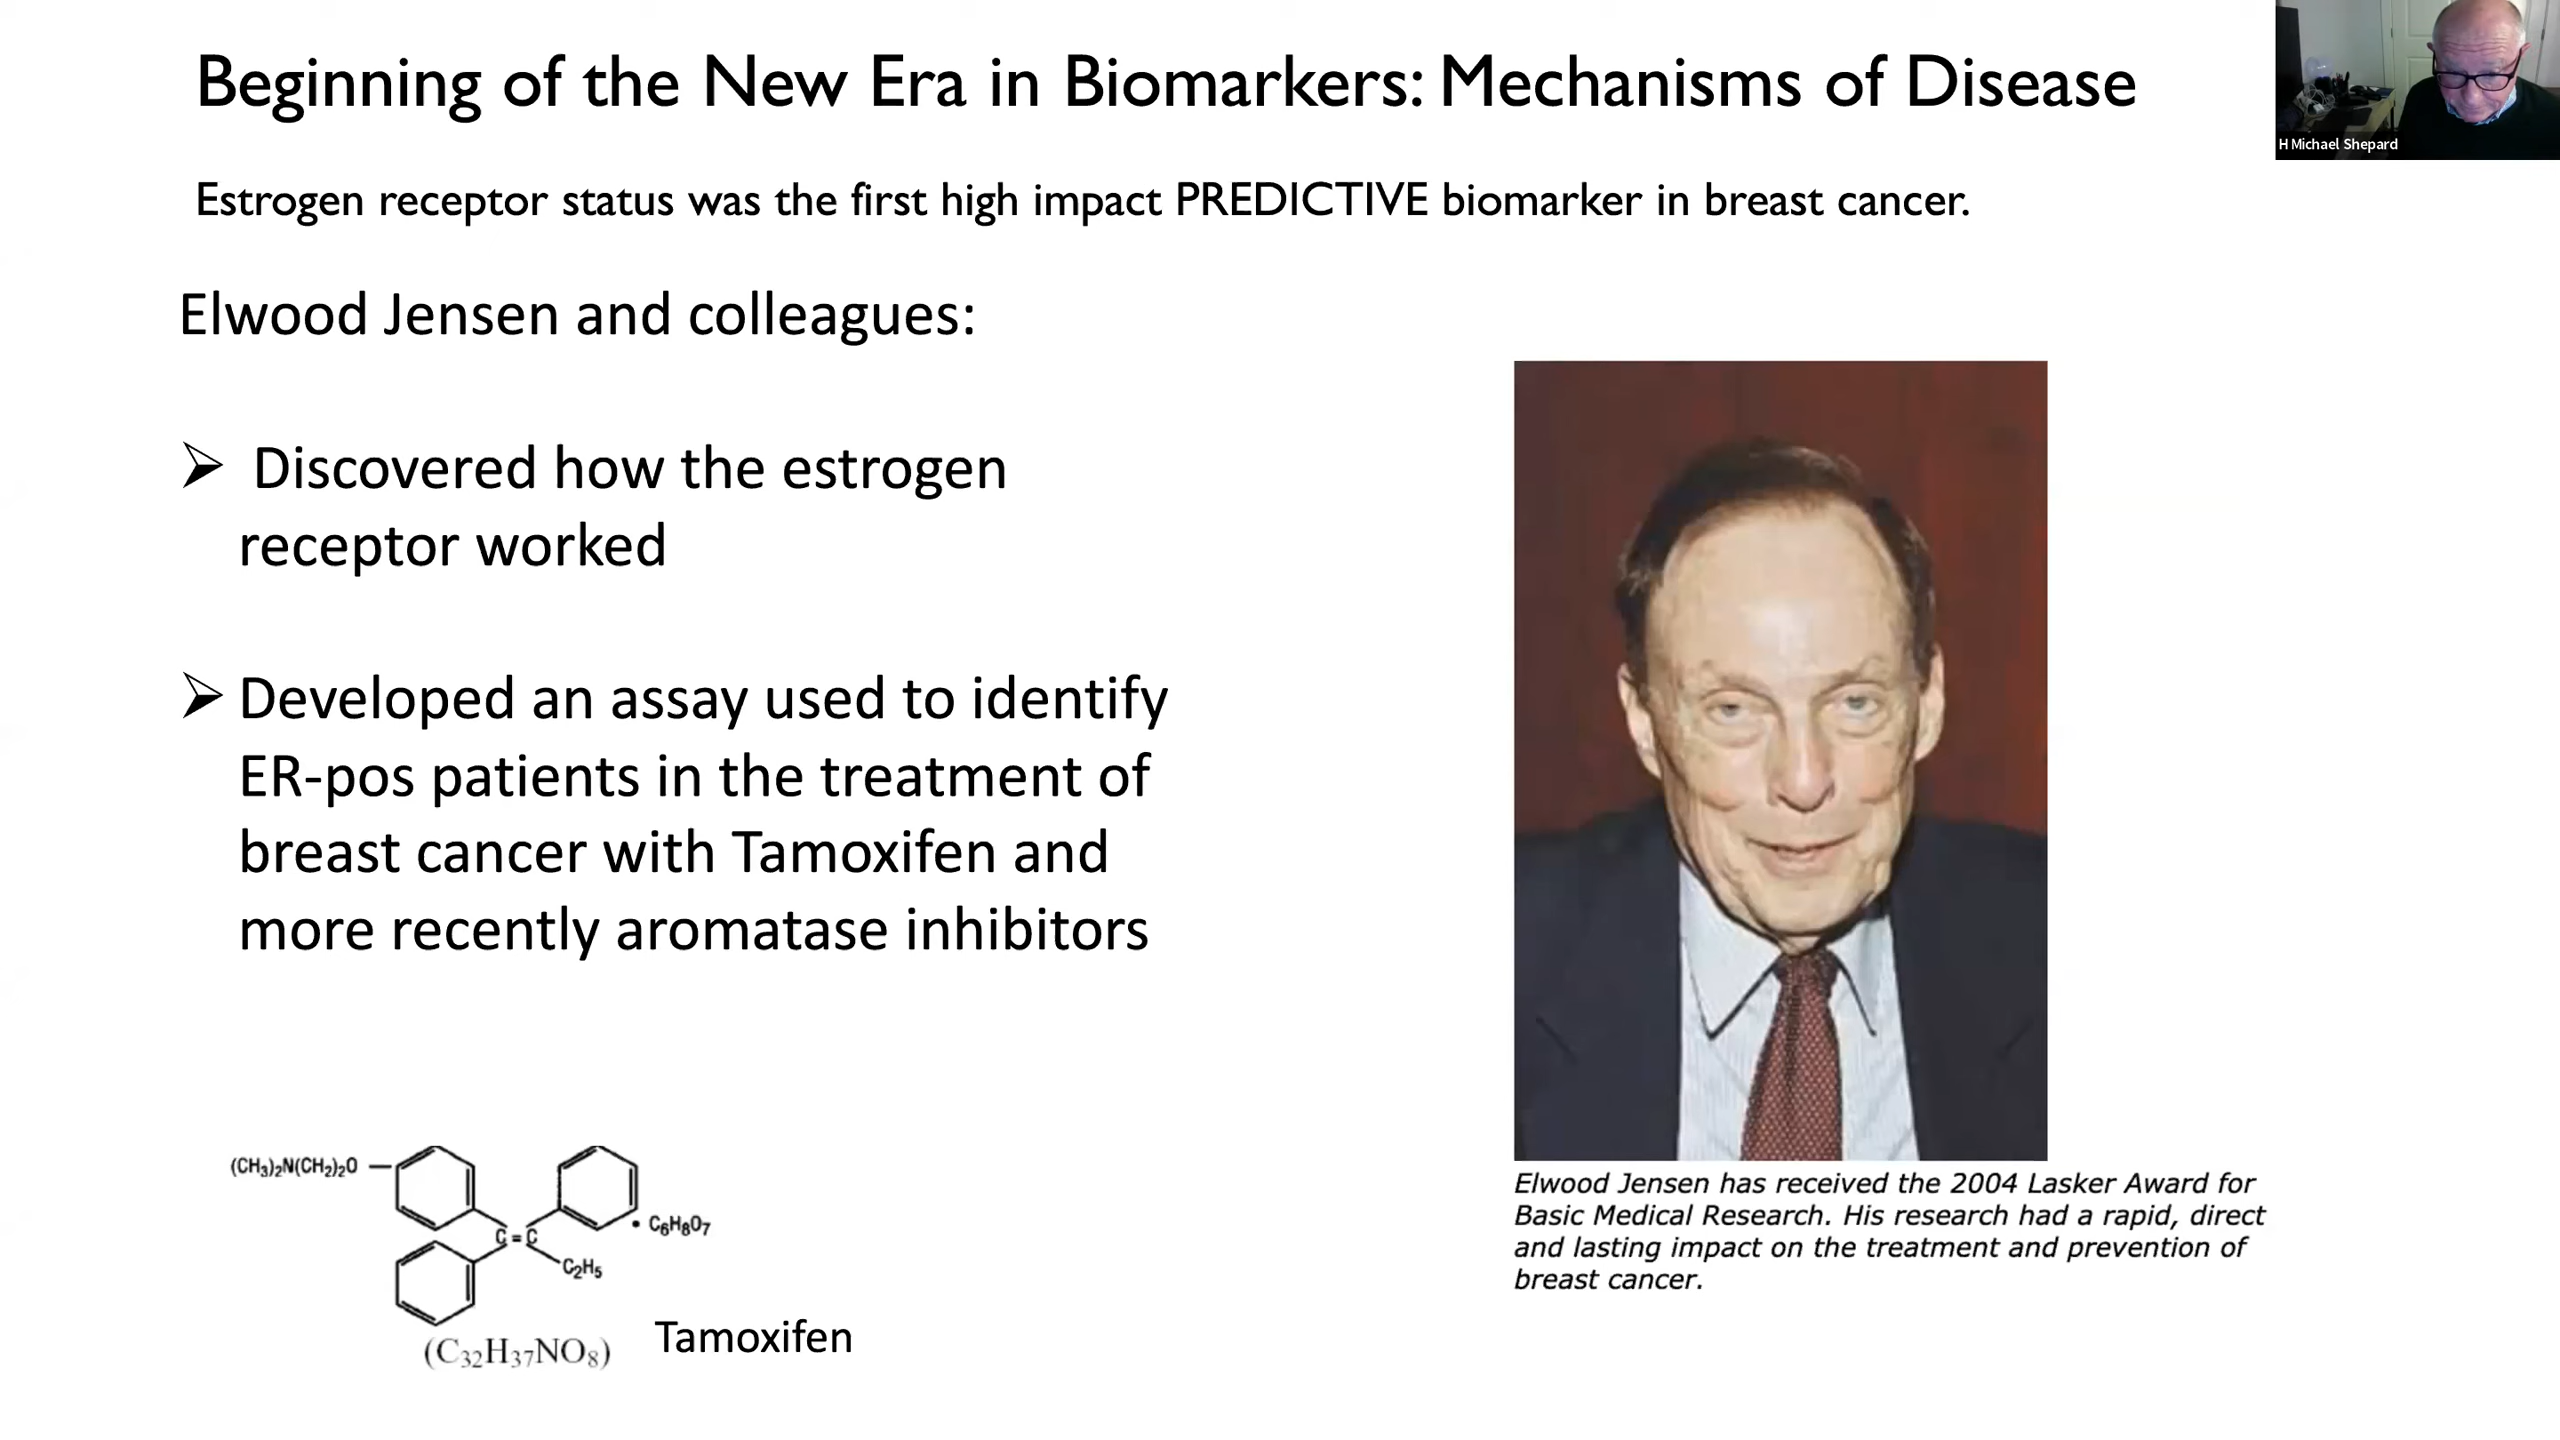 Beginning of the New Era in Biomarkers: Mechanisms of Disease
H Michael Shepard
Estrogen receptor status was the first high impact PREDICTIVE biomarker in breast cancer.
Elwood Jensen and colleagues:
➢ Discovered how the estrogen
receptor worked
➢ Developed an assay used to identify
ER-pos patients in the treatment of
breast cancer with Tamoxifen and
more recently aromatase inhibitors
(CH₃)₂N(CH₂)₂O
• C₆H₈O₇
C=C
C₂H₅
(C₃₂H₃₇NO₈)
Tamoxifen
Elwood Jensen has received the 2004 Lasker Award for
Basic Medical Research. His research had a rapid, direct
and lasting impact on the treatment and prevention of
breast cancer.